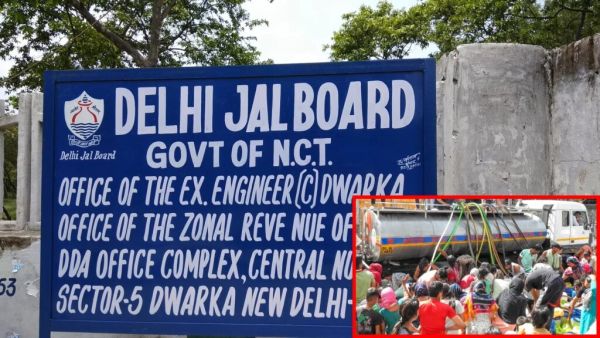 DELHI JAL BOARD
Delhi Jal Board
GOVT OF N.C.T.
OFFICE OF THE EX. ENGINEER(C) DWARKA
OFFICE OF THE ZONAL REVE NUE OF
DDA OFFICE COMPLEX, CENTRAL NU
SECTOR-5 DWARKA NEW DELHI-
53